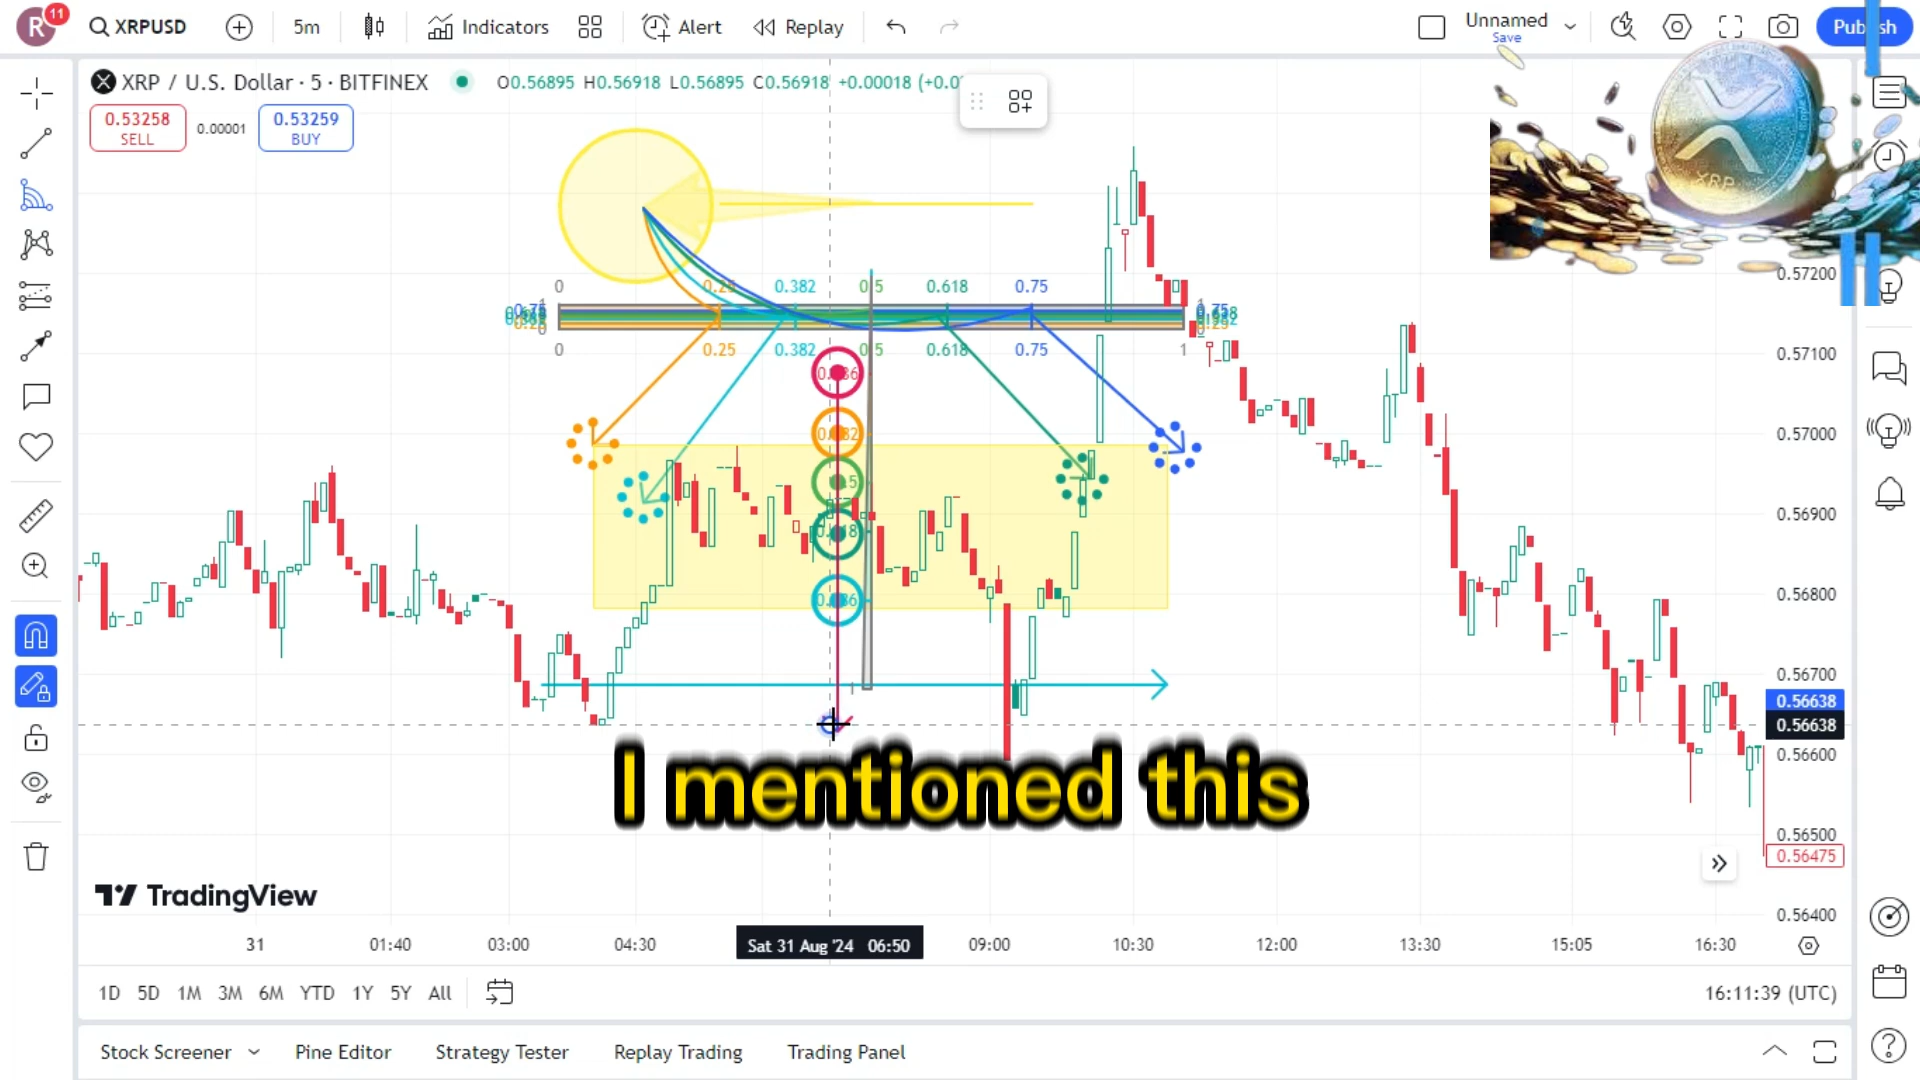 R 11 XRPUSD 5m Indicators Alert Replay Unnamed Save Publish
XRP / U.S. Dollar · 5 · BITFINEX O0.56895 H0.56918 L0.56895 C0.56918 +0.00018
0.53258 SELL 0.00001 0.53259 BUY
XRP
0 0.25 0.382 0.5 0.618 0.75
0 0.25 0.382 0.5 0.618 0.75 1
0.57200
0.57100
0.57000
0.56900
0.56800
0.56700
0.56638
0.56638
0.56600
I mentioned this
0.56500
0.56475
0.56400
TradingView
31 01:40 03:00 04:30 Sat 31 Aug '24 06:50 09:00 10:30 12:00 13:30 15:05 16:30
1D 5D 1M 3M 6M YTD 1Y 5Y All 16:11:39 (UTC)
Stock Screener Pine Editor Strategy Tester Replay Trading Trading Panel